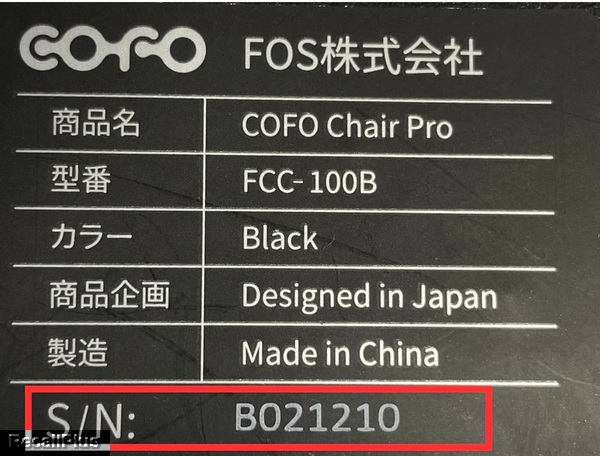 COFO FOS株式会社
商品名 COFO Chair Pro
型番 FCC-100B
カラー Black
商品企画 Designed in Japan
製造 Made in China
S/N: B021210
RecallPlus